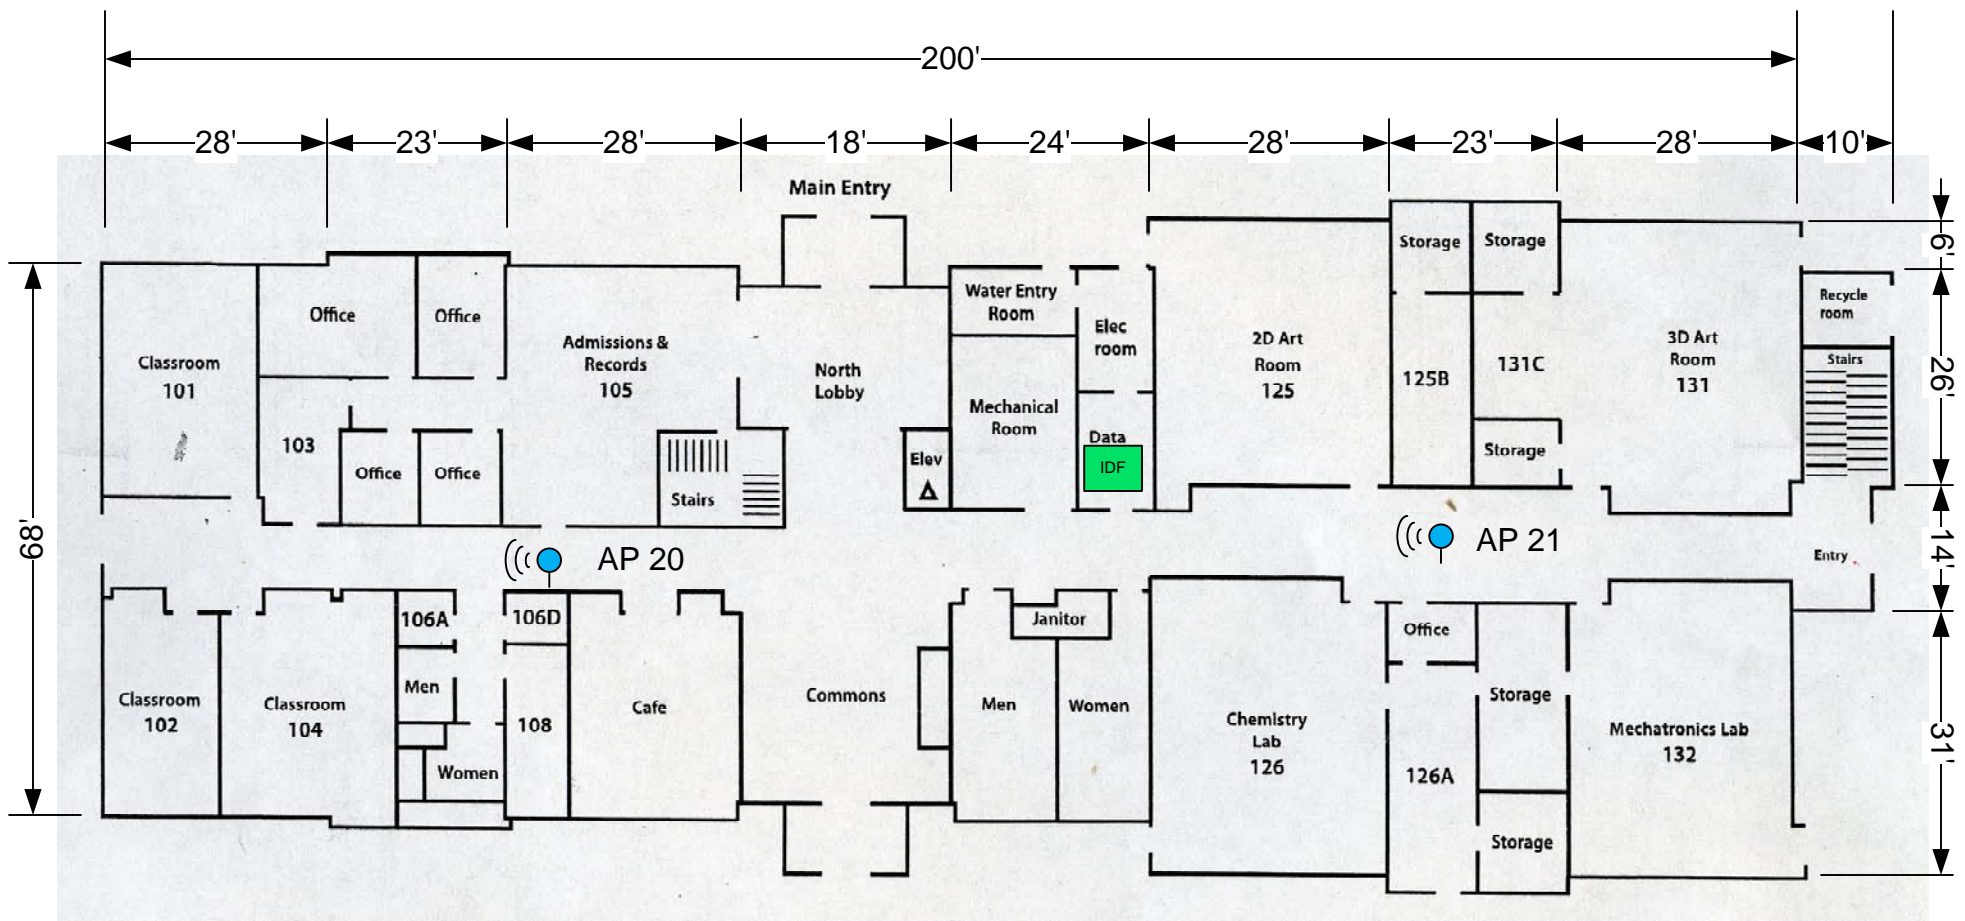 200'
28'
23'
28'
18'
24'
28'
23'
28'
10'
Main Entry
6'
26'
14'
31'
68'
Storage
Storage
Office
Office
Water Entry
Room
Elec
room
Recycle
room
Classroom
101
Admissions &
Records
105
North
Lobby
2D Art
Room
125
125B
131C
3D Art
Room
131
Stairs
Mechanical
Room
Data
IDF
103
Office
Office
Stairs
Elev
Storage
AP 20
AP 21
Entry
106A
106D
Janitor
Office
Classroom
102
Classroom
104
Men
108
Cafe
Commons
Men
Women
Storage
Chemistry
Lab
126
Mechatronics Lab
132
Women
126A
Storage